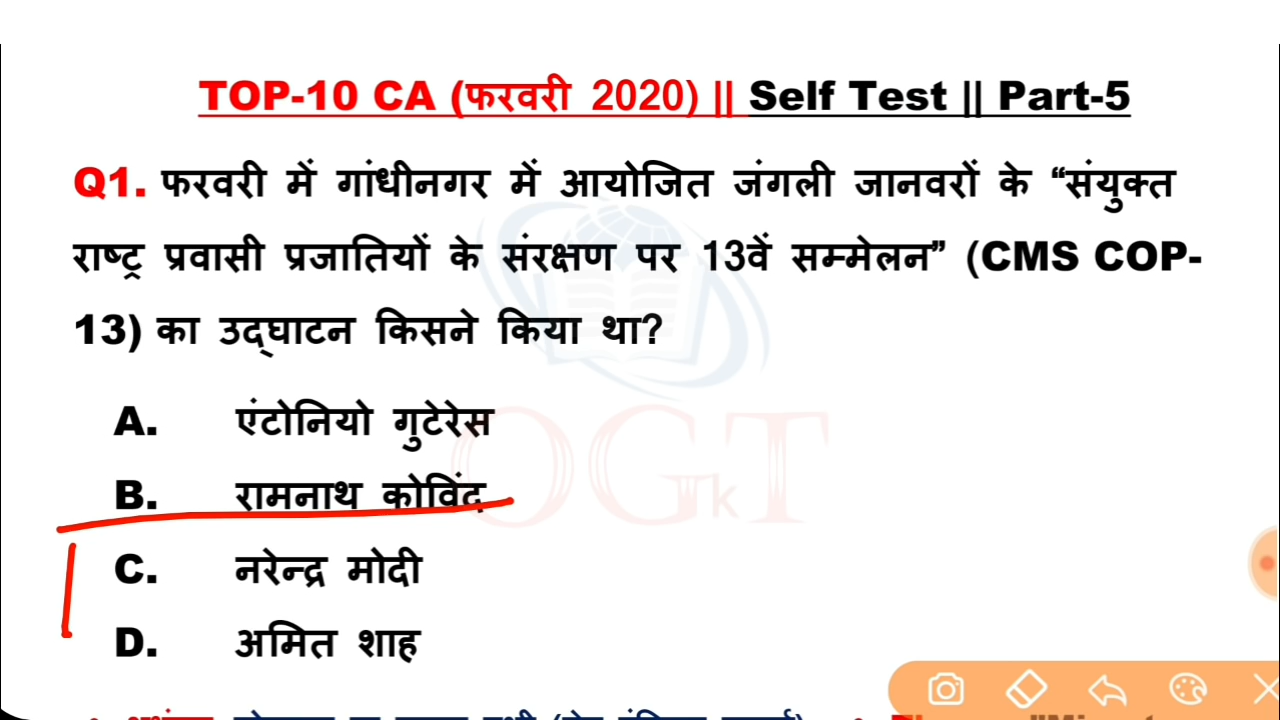 TOP-10 CA (फरवरी 2020) || Self Test || Part-5
Q1. फरवरी में गांधीनगर में आयोजित जंगली जानवरों के “संयुक्त
राष्ट्र प्रवासी प्रजातियों के संरक्षण पर 13वें सम्मेलन” (CMS COP-
13) का उद्घाटन किसने किया था?
A. एंटोनियो गुटेरेस
B. रामनाथ कोविंद
C. नरेन्द्र मोदी
D. अमित शाह
OGkT